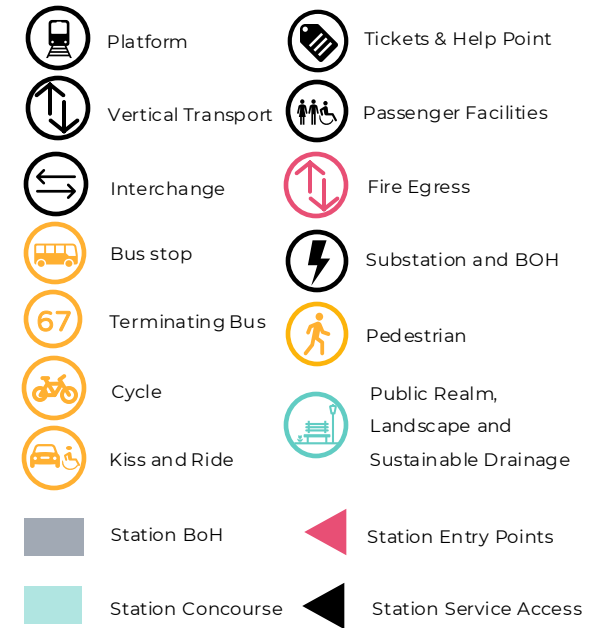 Platform
Vertical Transport
Interchange
Bus stop
67
Terminating Bus
Cycle
Kiss and Ride
Station BoH
Station Concourse
Tickets & Help Point
Passenger Facilities
Fire Egress
Substation and BOH
Pedestrian
Public Realm,
Landscape and
Sustainable Drainage
Station Entry Points
Station Service Access